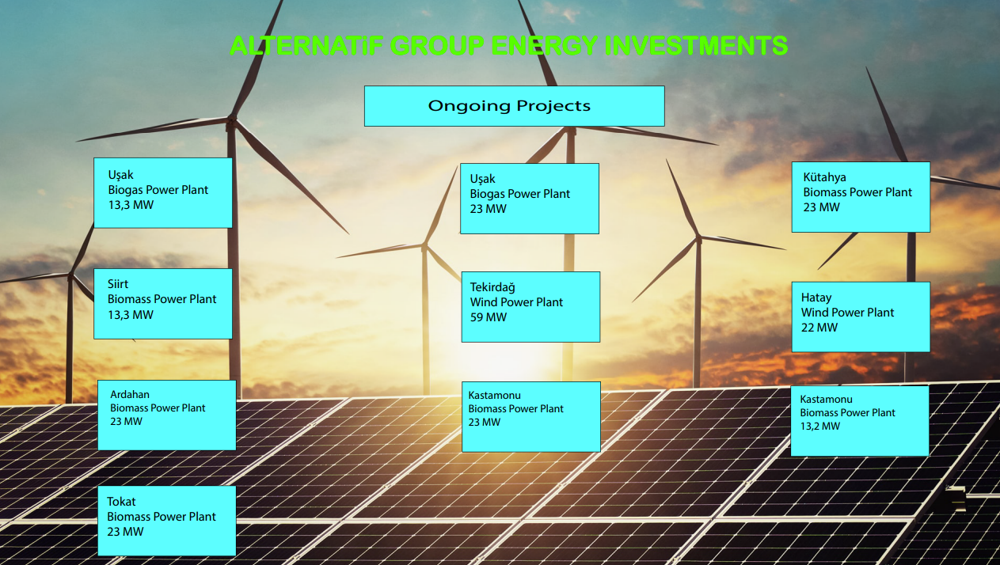 ALTERNATiF GROUP ENERGY INVESTMENTS
Ongoing Projects
Uşak
Biogas Power Plant
13,3 MW
Uşak
Biogas Power Plant
23 MW
Kütahya
Biomass Power Plant
23 MW
Siirt
Biomass Power Plant
13,3 MW
Tekirdağ
Wind Power Plant
59 MW
Hatay
Wind Power Plant
22 MW
Ardahan
Biomass Power Plant
23 MW
Kastamonu
Biomass Power Plant
23 MW
Kastamonu
Biomass Power Plant
13,2 MW
Tokat
Biomass Power Plant
23 MW